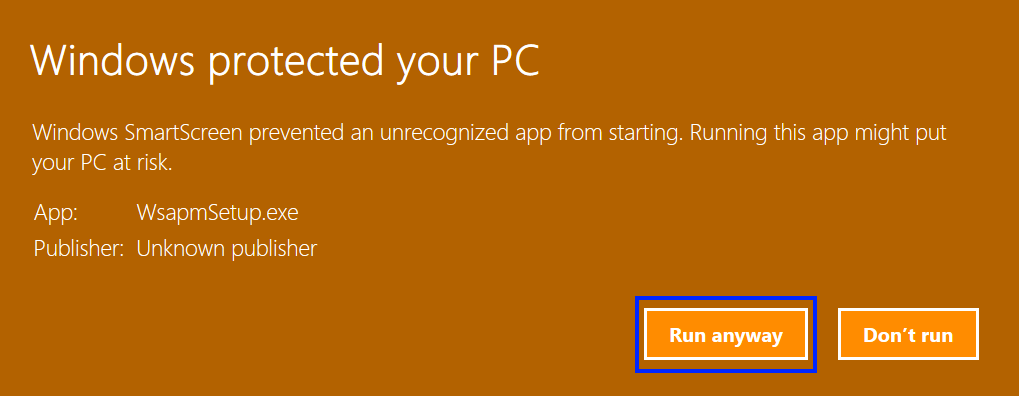 Windows protected your PC
Windows SmartScreen prevented an unrecognized app from starting. Running this app might put
your PC at risk.
App: WsapmSetup.exe
Publisher: Unknown publisher
Run anyway Don’t run